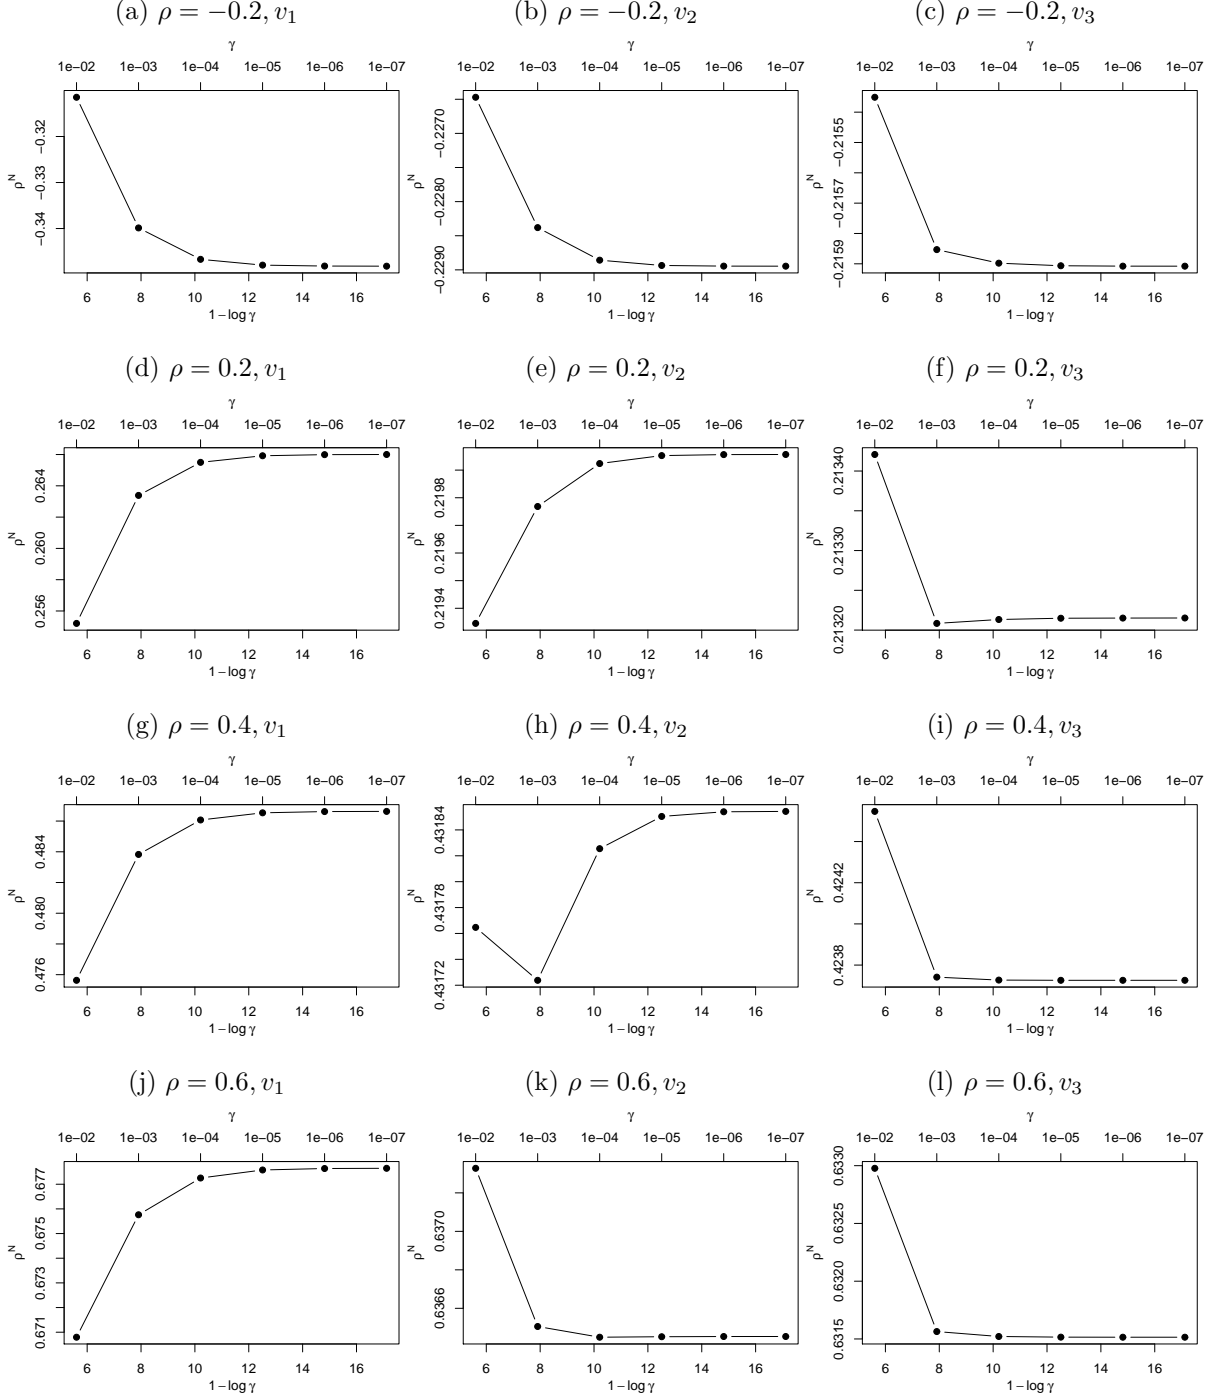 (a) ρ = −0.2, v₁ (b) ρ = −0.2, v₂ (c) ρ = −0.2, v₃
γ γ γ
1e−02 1e−03 1e−04 1e−05 1e−06 1e−07 1e−02 1e−03 1e−04 1e−05 1e−06 1e−07 1e−02 1e−03 1e−04 1e−05 1e−06 1e−07
ρᴺ −0.34 −0.33 −0.32
ρᴺ −0.2290 −0.2280 −0.2270
ρᴺ −0.2159 −0.2157 −0.2155
6 8 10 12 14 16 6 8 10 12 14 16 6 8 10 12 14 16
1 − log γ 1 − log γ 1 − log γ
(d) ρ = 0.2, v₁ (e) ρ = 0.2, v₂ (f) ρ = 0.2, v₃
γ γ γ
1e−02 1e−03 1e−04 1e−05 1e−06 1e−07 1e−02 1e−03 1e−04 1e−05 1e−06 1e−07 1e−02 1e−03 1e−04 1e−05 1e−06 1e−07
ρᴺ 0.256 0.260 0.264
ρᴺ 0.2194 0.2196 0.2198
ρᴺ 0.21320 0.21330 0.21340
6 8 10 12 14 16 6 8 10 12 14 16 6 8 10 12 14 16
1 − log γ 1 − log γ 1 − log γ
(g) ρ = 0.4, v₁ (h) ρ = 0.4, v₂ (i) ρ = 0.4, v₃
γ γ γ
1e−02 1e−03 1e−04 1e−05 1e−06 1e−07 1e−02 1e−03 1e−04 1e−05 1e−06 1e−07 1e−02 1e−03 1e−04 1e−05 1e−06 1e−07
ρᴺ 0.476 0.480 0.484
ρᴺ 0.43172 0.43178 0.43184
ρᴺ 0.4238 0.4242
6 8 10 12 14 16 6 8 10 12 14 16 6 8 10 12 14 16
1 − log γ 1 − log γ 1 − log γ
(j) ρ = 0.6, v₁ (k) ρ = 0.6, v₂ (l) ρ = 0.6, v₃
γ γ γ
1e−02 1e−03 1e−04 1e−05 1e−06 1e−07 1e−02 1e−03 1e−04 1e−05 1e−06 1e−07 1e−02 1e−03 1e−04 1e−05 1e−06 1e−07
ρᴺ 0.671 0.673 0.675 0.677
ρᴺ 0.6366 0.6370
ρᴺ 0.6315 0.6320 0.6325 0.6330
6 8 10 12 14 16 6 8 10 12 14 16 6 8 10 12 14 16
1 − log γ 1 − log γ 1 − log γ